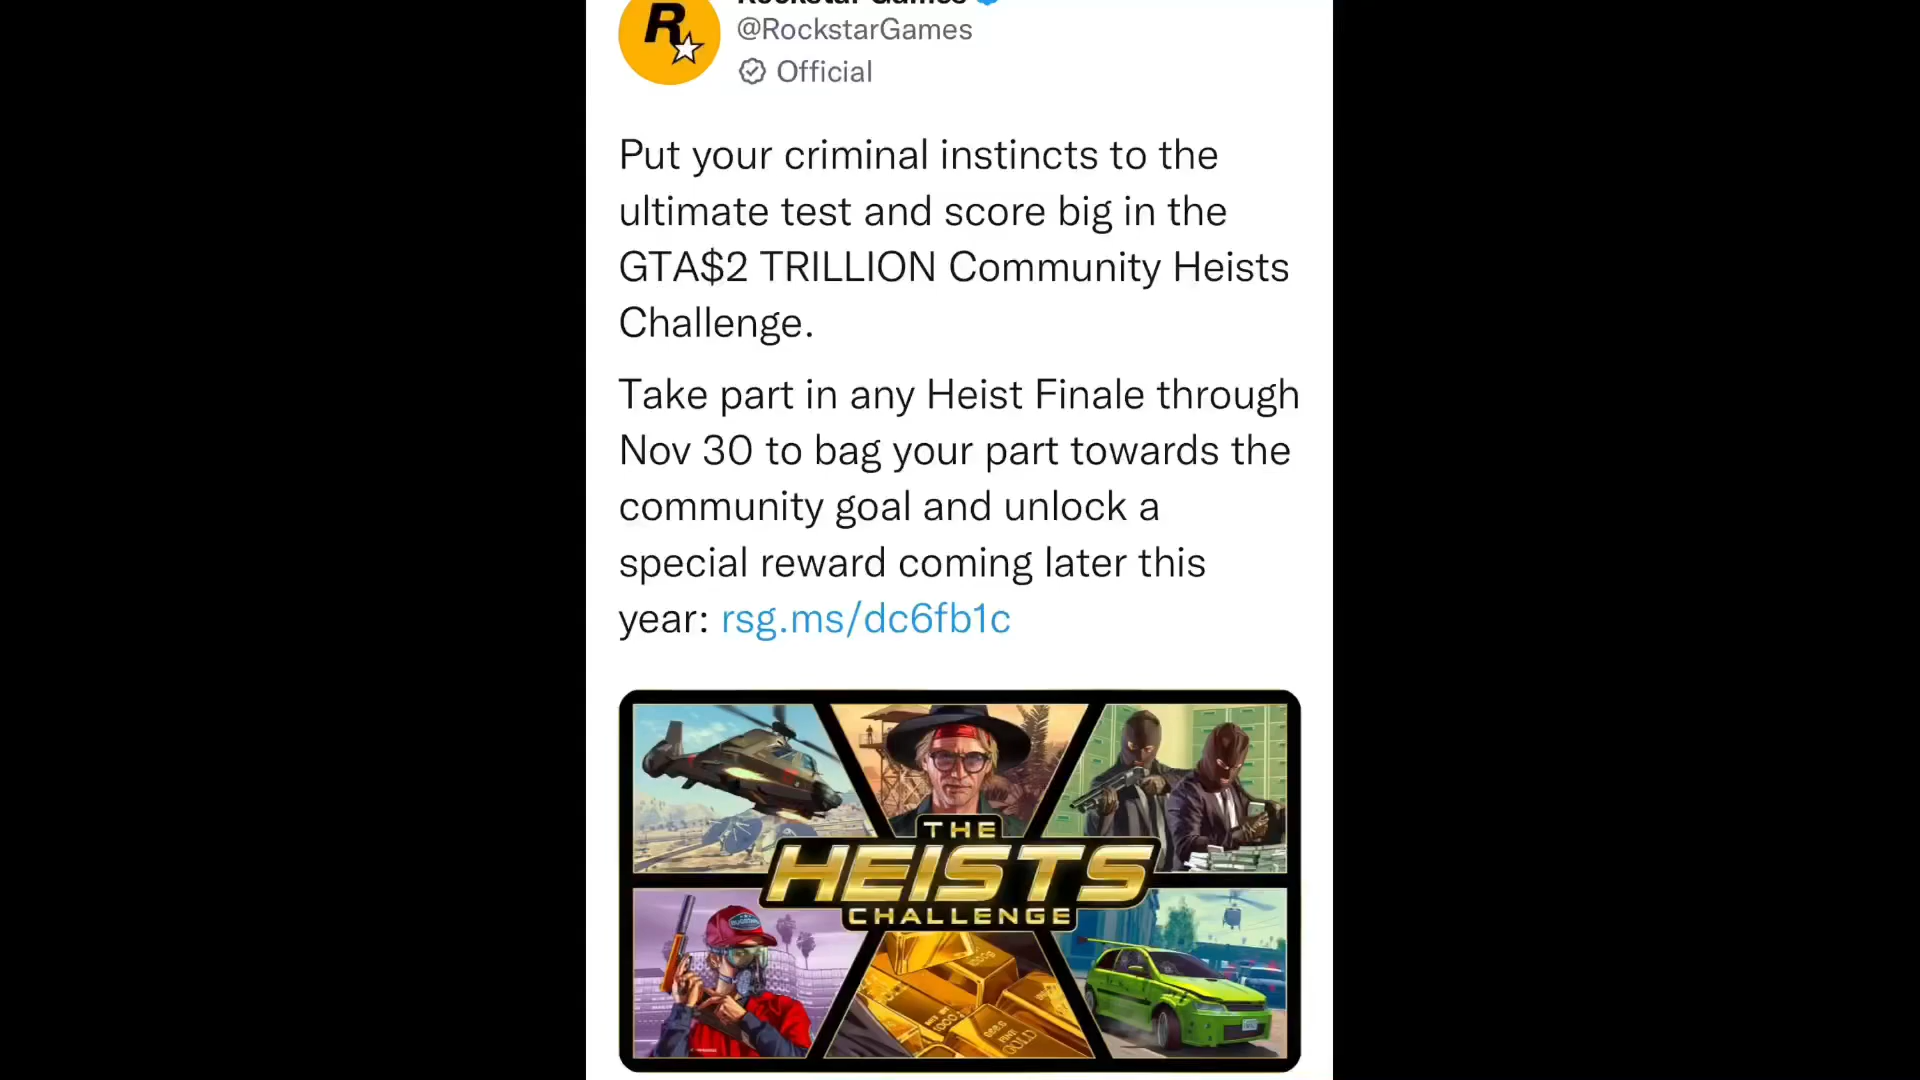 Rockstar Games
@RockstarGames
Official
Put your criminal instincts to the
ultimate test and score big in the
GTA$2 TRILLION Community Heists
Challenge.
Take part in any Heist Finale through
Nov 30 to bag your part towards the
community goal and unlock a
special reward coming later this
year: rsg.ms/dc6fb1c
THE
HEISTS
CHALLENGE